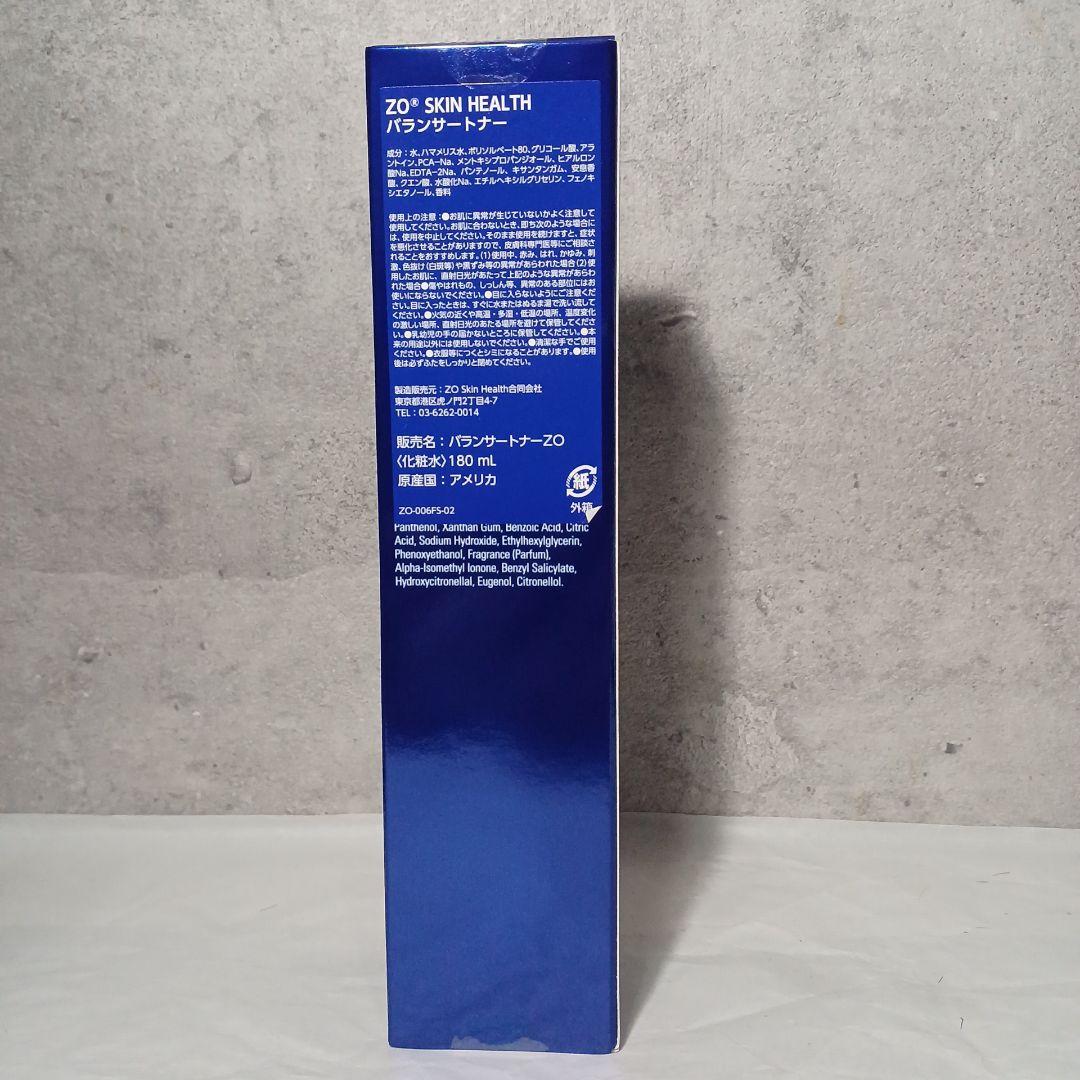 ZO® SKIN HEALTH
バランサートナー
成分：水、ハマメリス水、ポリソルベート80、グリコール酸、アラ
ントイン、PCA-Na、メントキシプロパンジオール、ヒアルロン
酸Na、EDTA-2Na、パンテノール、キサンタンガム、安息香
酸、クエン酸、水酸化Na、エチルヘキシルグリセリン、フェノキ
シエタノール、香料
使用上の注意：●お肌に異常が生じていないかよく注意して
使用してください。お肌に合わないとき、即ち次のような場合に
は、使用を中止してください。そのまま使用を続けますと、症状
を悪化させることがありますので、皮膚科専門医等にご相談さ
れることをおすすめします。(1)使用中、赤み、はれ、かゆみ、刺
激、色抜け(白斑等)や黒ずみ等の異常があらわれた場合(2)使
用したお肌に、直射日光があたって上記のような異常があらわ
れた場合●傷やはれもの、しっしん等、異常のある部位にはお
使いにならないでください。●目に入らないようにご注意くだ
さい。目に入ったときは、すぐに水またはぬるま湯で洗い流して
ください。●火気の近くや高温・多湿・低温の場所、温度変化
の激しい場所、直射日光のあたる場所を避けて保管してくださ
い。●乳幼児の手の届かないところに保管してください。●本
来の用途以外には使用しないでください。●清潔な手でご使用
ください。●衣服等につくとシミになることがあります。●使用
後は必ずふたをしっかりと閉めてください。
製造販売元：ZO Skin Health合同会社
東京都港区虎ノ門2丁目4-7
TEL：03-6262-0014
販売名：バランサートナーZO
〈化粧水〉180 mL
原産国：アメリカ
紙
外箱
ZO-006FS-02
Panthenol, Xanthan Gum, Benzoic Acid, Citric
Acid, Sodium Hydroxide, Ethylhexylglycerin,
Phenoxyethanol, Fragrance (Parfum),
Alpha-Isomethyl Ionone, Benzyl Salicylate,
Hydroxycitronellal, Eugenol, Citronellol.